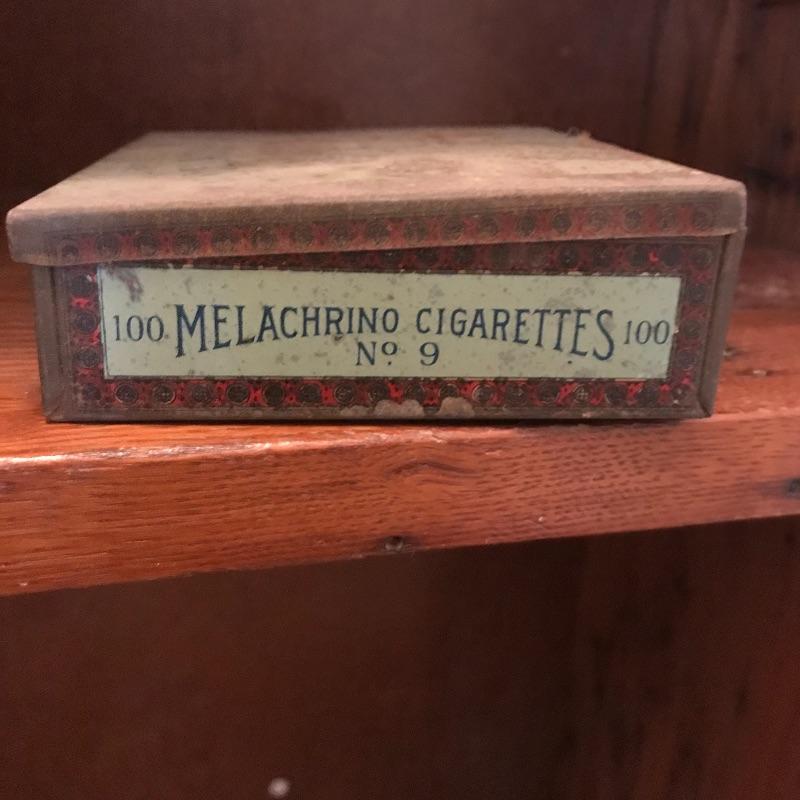 100 MELACHRINO CIGARETTES 100
Nº 9